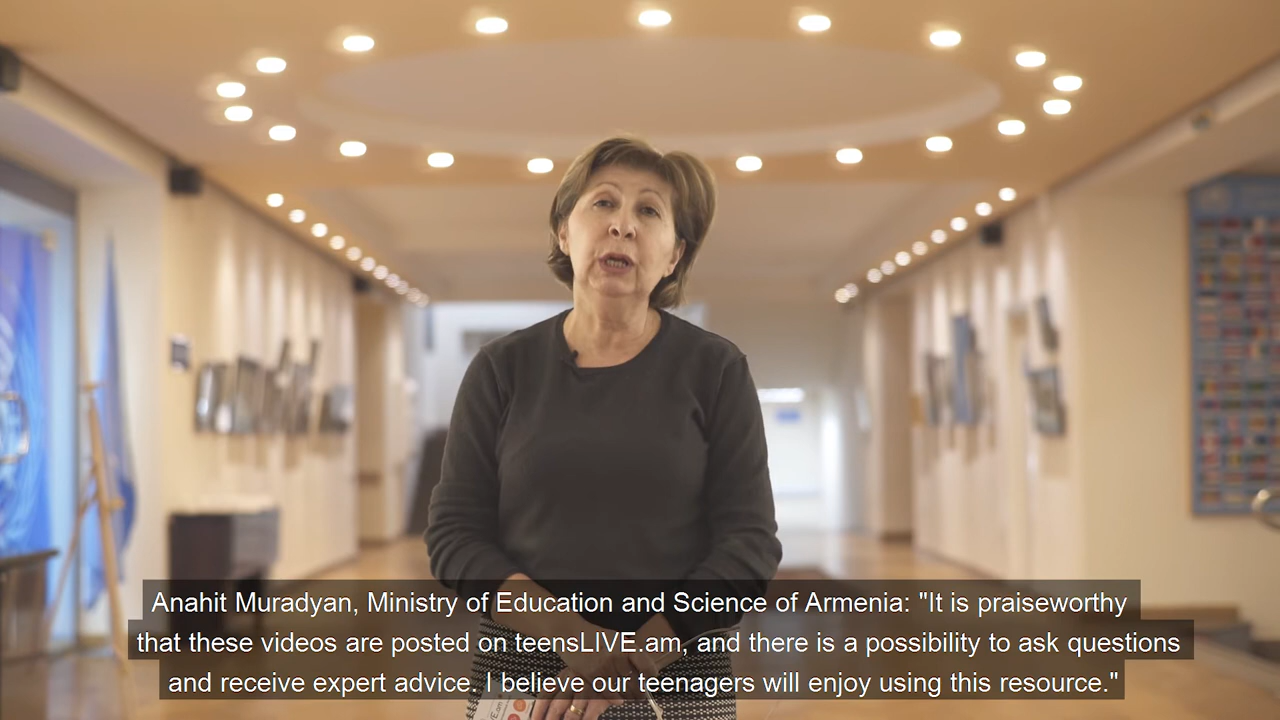 Anahit Muradyan, Ministry of Education and Science of Armenia: "It is praiseworthy
that these videos are posted on teensLIVE.am, and there is a possibility to ask questions
and receive expert advice. I believe our teenagers will enjoy using this resource."